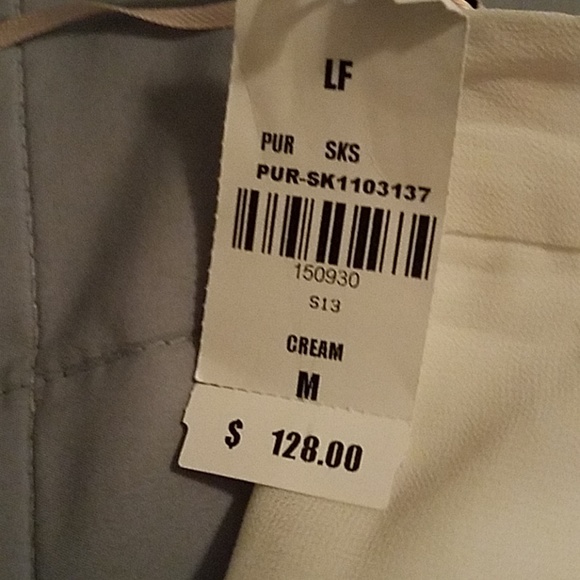 LF
PUR SKS
PUR-SK1103137
150930
S13
CREAM
M
$ 128.00